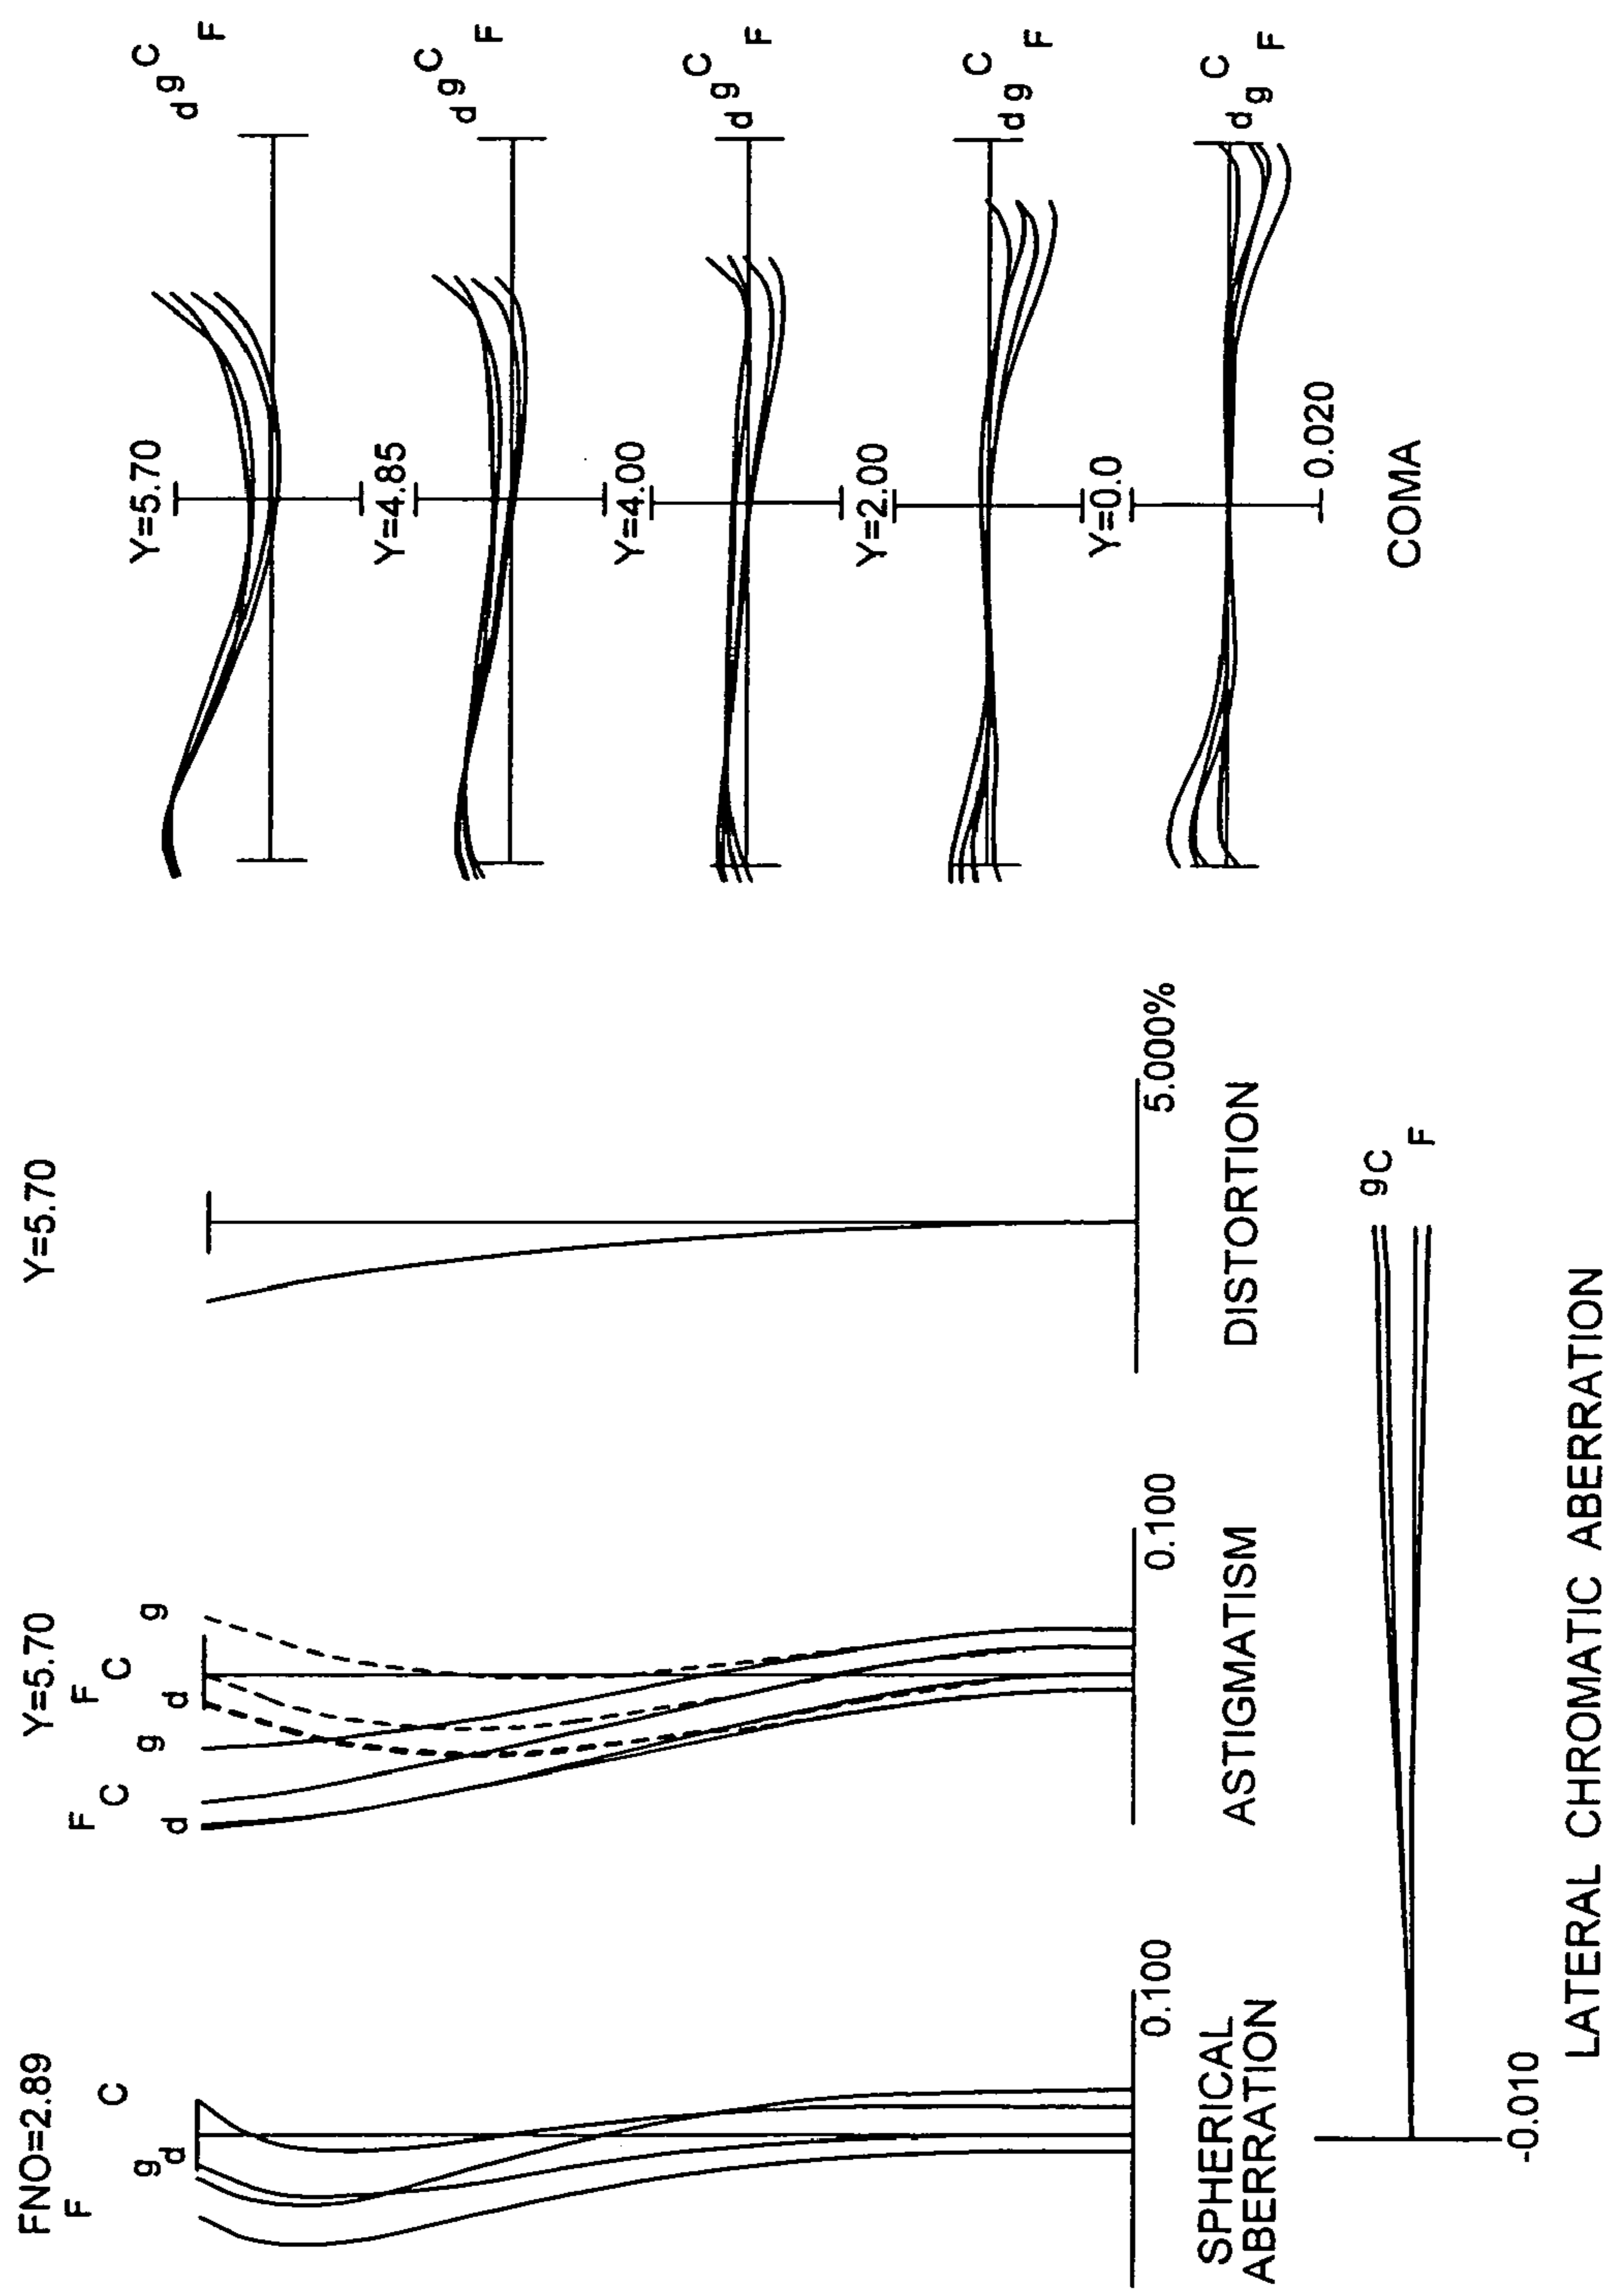 FNO=2.89
F
g
d
C
0.100
SPHERICAL
ABERRATION
Y=5.70
F
C
d
g
F
C
d
g
0.100
ASTIGMATISM
Y=5.70
5.000%
DISTORTION
Y=5.70
d
g
C
F
Y=4.85
d
g
C
F
Y=4.00
d
g
C
F
Y=2.00
d
g
C
F
Y=0.0
d
g
C
F
0.020
COMA
g
C
F
-0.010
LATERAL CHROMATIC ABERRATION